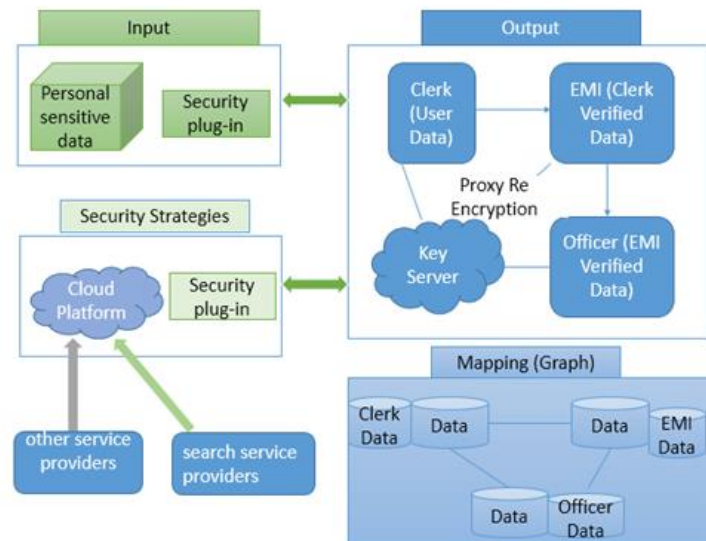 Input
Personal
sensitive
data
Security
plug-in
Security Strategies
Cloud
Platform
Security
plug-in
other service
providers
search service
providers
Output
Clerk
(User
Data)
EMI (Clerk
Verified
Data)
Proxy Re
Encryption
Key
Server
Officer (EMI
Verified
Data)
Mapping (Graph)
Clerk
Data
Data
Data
EMI
Data
Data
Officer
Data